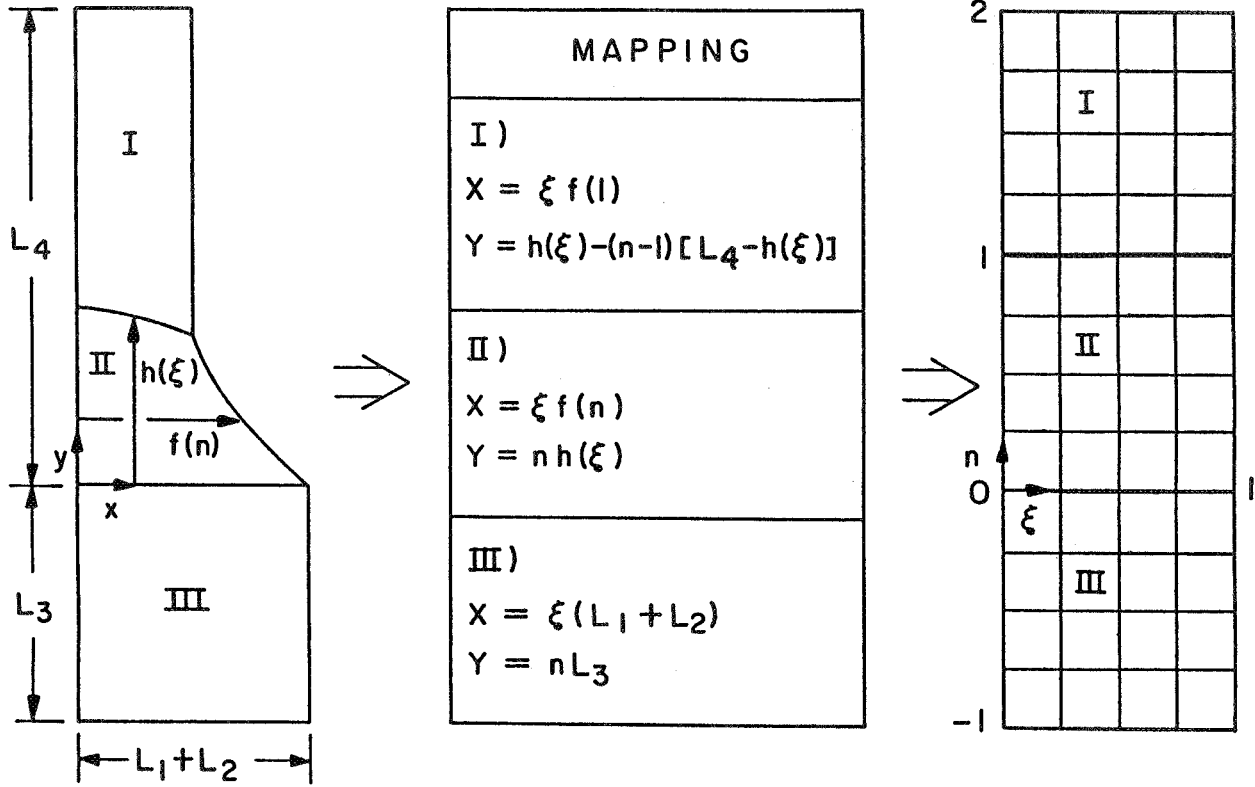 L₄
I
II
h(ξ)
f(n)
y
x
L₃
III
L₁+L₂
MAPPING
I)
X = ξ f(1)
Y = h(ξ)-(n-1)[L₄-h(ξ)]
II)
X = ξ f(n)
Y = n h(ξ)
III)
X = ξ(L₁+L₂)
Y = nL₃
2
I
1
II
n
0
1
ξ
III
-1